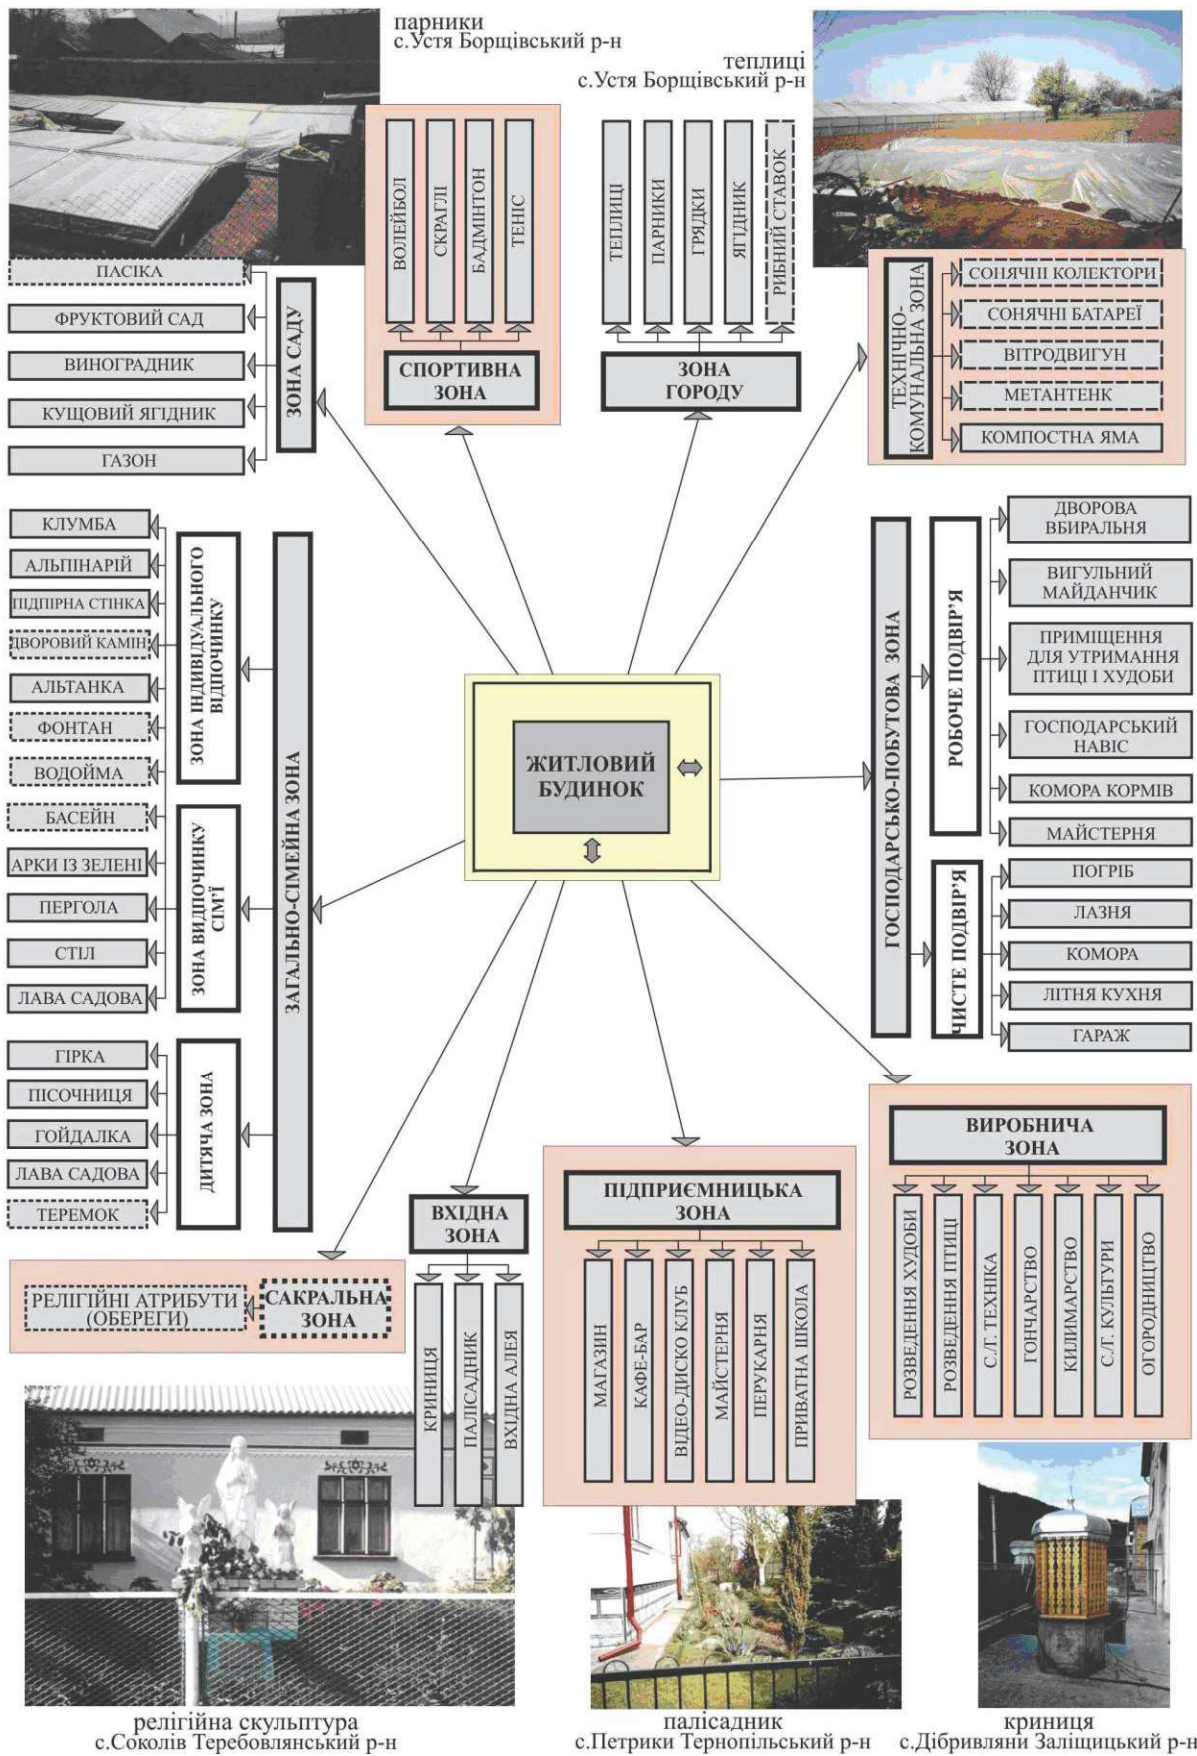 парники
с.Устя Борщівський р-н
теплиці
с.Устя Борщівський р-н
ПАСІКА
ФРУКТОВИЙ САД
ВИНОГРАДНИК
КУЩОВИЙ ЯГІДНИК
ГАЗОН
ЗОНА САДУ
ВОЛЕЙБОЛ
СКРАГЛІ
БАДМІНТОН
ТЕНІС
СПОРТИВНА
ЗОНА
ТЕПЛИЦІ
ПАРНИКИ
ГРЯДКИ
ЯГІДНИК
РИБНИЙ СТАВОК
ЗОНА
ГОРОДУ
ТЕХНІЧНО-
КОМУНАЛЬНА ЗОНА
СОНЯЧНІ КОЛЕКТОРИ
СОНЯЧНІ БАТАРЕЇ
ВІТРОДВИГУН
МЕТАНТЕНК
КОМПОСТНА ЯМА
КЛУМБА
АЛЬПІНАРІЙ
ПІДПІРНА СТІНКА
ДВОРОВИЙ КАМІН
АЛЬТАНКА
ФОНТАН
ВОДОЙМА
БАСЕЙН
АРКИ ІЗ ЗЕЛЕНІ
ПЕРГОЛА
СТІЛ
ЛАВА САДОВА
ГІРКА
ПІСОЧНИЦЯ
ГОЙДАЛКА
ЛАВА САДОВА
ТЕРЕМОК
ЗОНА ІНДИВІДУАЛЬНОГО
ВІДПОЧИНКУ
ЗОНА ВИДПОЧИНКУ
СІМ'Ї
ДИТЯЧА ЗОНА
ЗАГАЛЬНО-СІМЕЙНА ЗОНА
ЖИТЛОВИЙ
БУДИНОК
ГОСПОДАРСЬКО-ПОБУТОВА ЗОНА
РОБОЧЕ ПОДВІР'Я
ЧИСТЕ ПОДВІР'Я
ДВОРОВА
ВБИРАЛЬНЯ
ВИГУЛЬНИЙ
МАЙДАНЧИК
ПРИМІЩЕННЯ
ДЛЯ УТРИМАННЯ
ПТИЦІ І ХУДОБИ
ГОСПОДАРСЬКИЙ
НАВІС
КОМОРА КОРМІВ
МАЙСТЕРНЯ
ПОГРІБ
ЛАЗНЯ
КОМОРА
ЛІТНЯ КУХНЯ
ГАРАЖ
РЕЛІГІЙНІ АТРИБУТИ
(ОБЕРЕГИ)
САКРАЛЬНА
ЗОНА
ВХІДНА
ЗОНА
КРИНИЦЯ
ПАЛІСАДНИК
ВХІДНА АЛЕЯ
ПІДПРИЄМНИЦЬКА
ЗОНА
МАГАЗИН
КАФЕ-БАР
ВІДЕО-ДИСКО КЛУБ
МАЙСТЕРНЯ
ПЕРУКАРНЯ
ПРИВАТНА ШКОЛА
ВИРОБНИЧА
ЗОНА
РОЗВЕДЕННЯ ХУДОБИ
РОЗВЕДЕННЯ ПТИЦІ
С./Г. ТЕХНІКА
ГОНЧАРСТВО
КИЛИМАРСТВО
С./Г. КУЛЬТУРИ
ОГОРОДНИЦТВО
релігійна скульптура
с.Соколів Теребовлянський р-н
палісадник
с.Петрики Тернопільський р-н
криниця
с.Дібривляни Заліщицький р-н